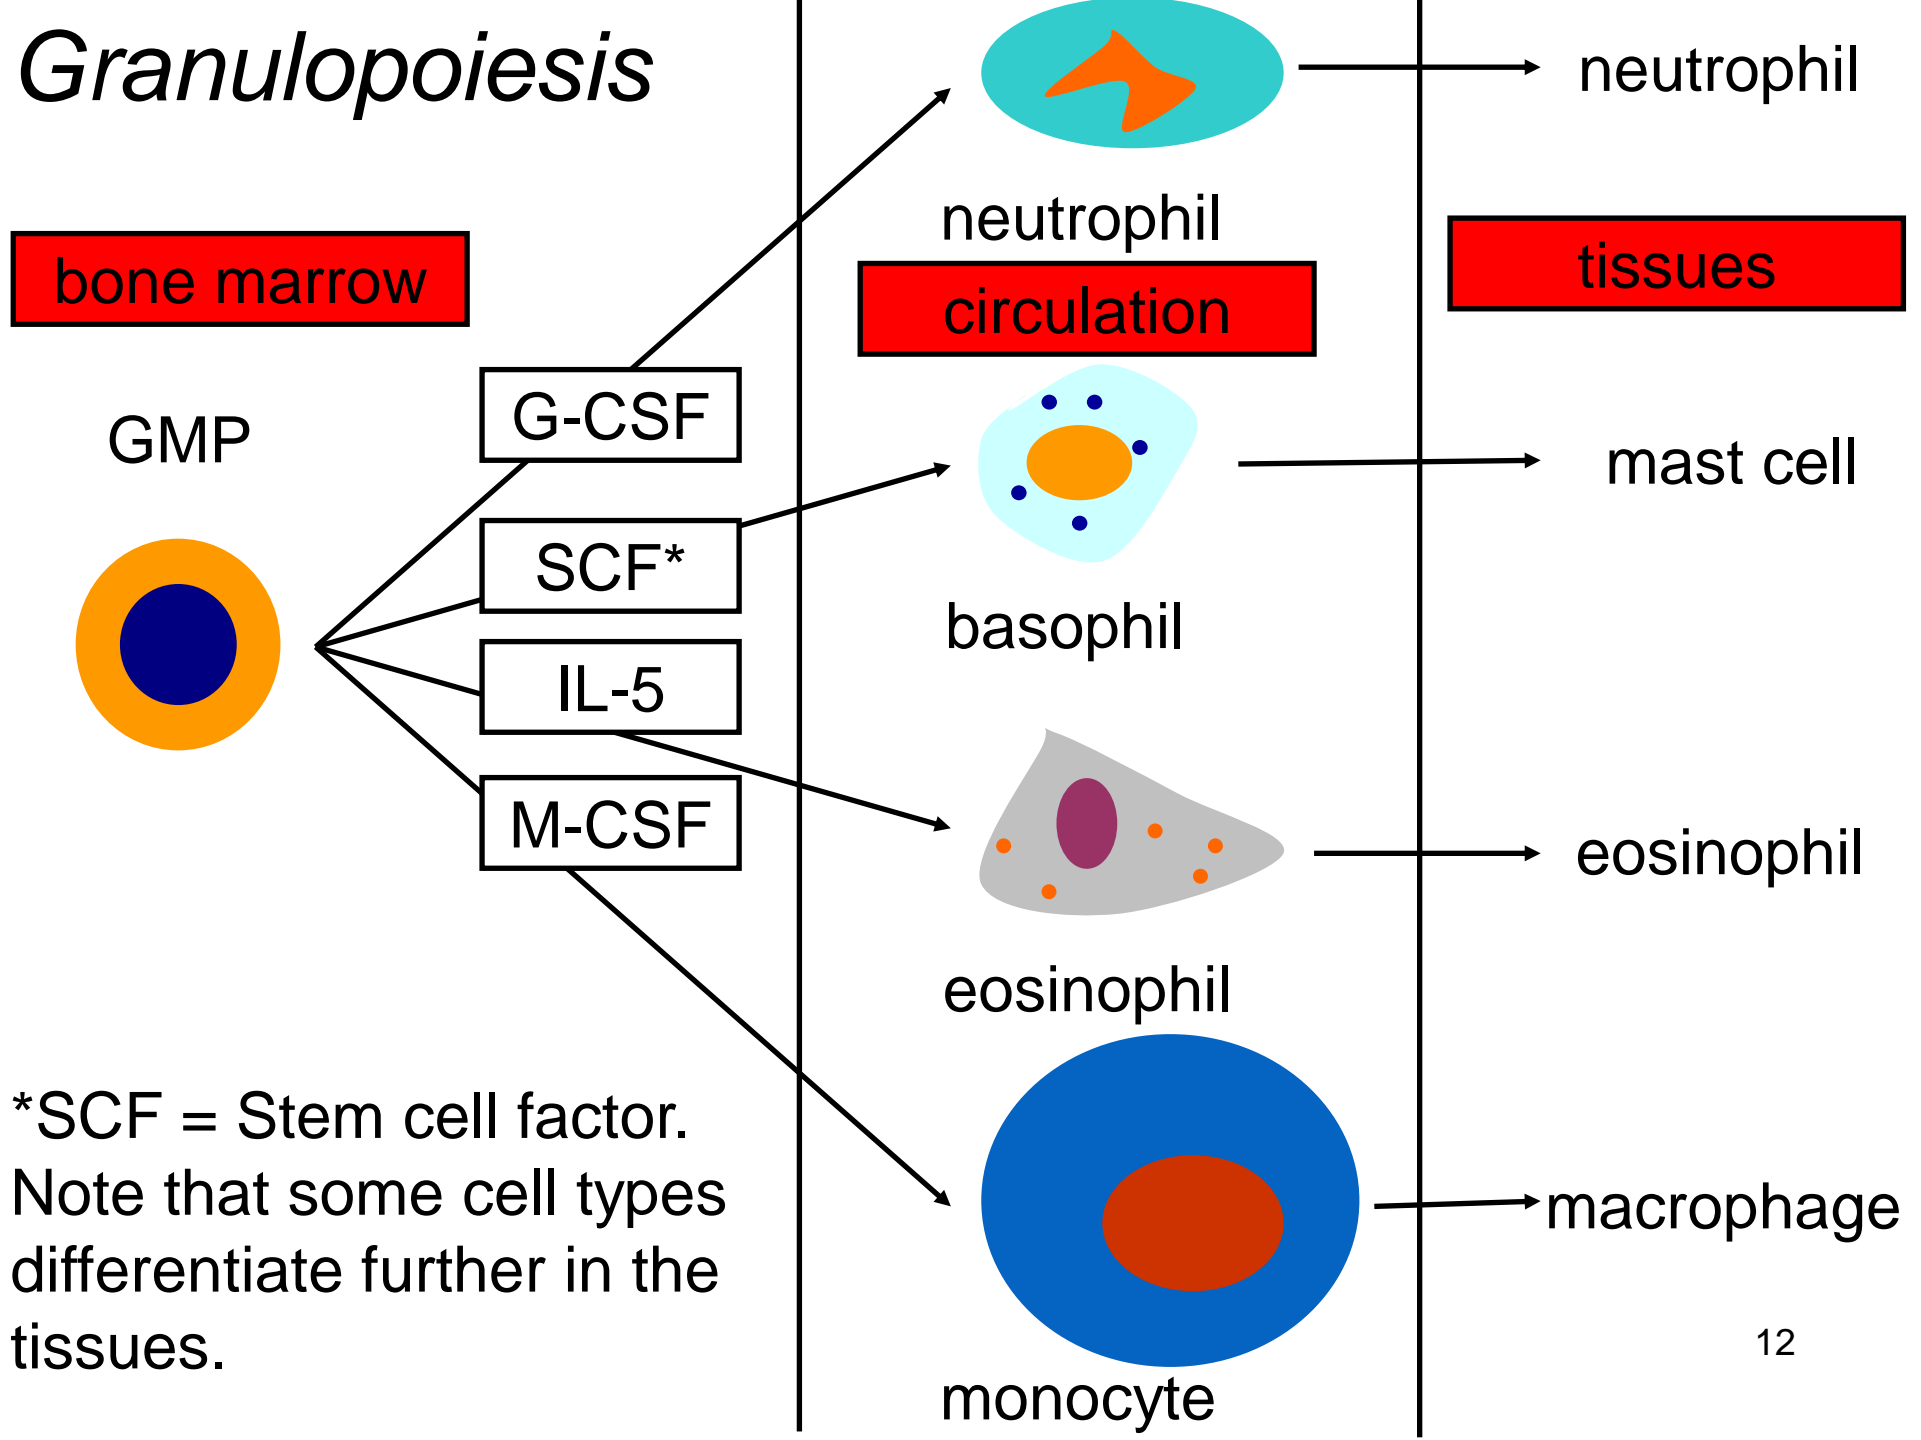 Granulopoiesis
bone marrow
GMP
G-CSF
SCF*
IL-5
M-CSF
*SCF = Stem cell factor.
Note that some cell types
differentiate further in the
tissues.
neutrophil
circulation
basophil
eosinophil
monocyte
neutrophil
tissues
mast cell
eosinophil
macrophage
12